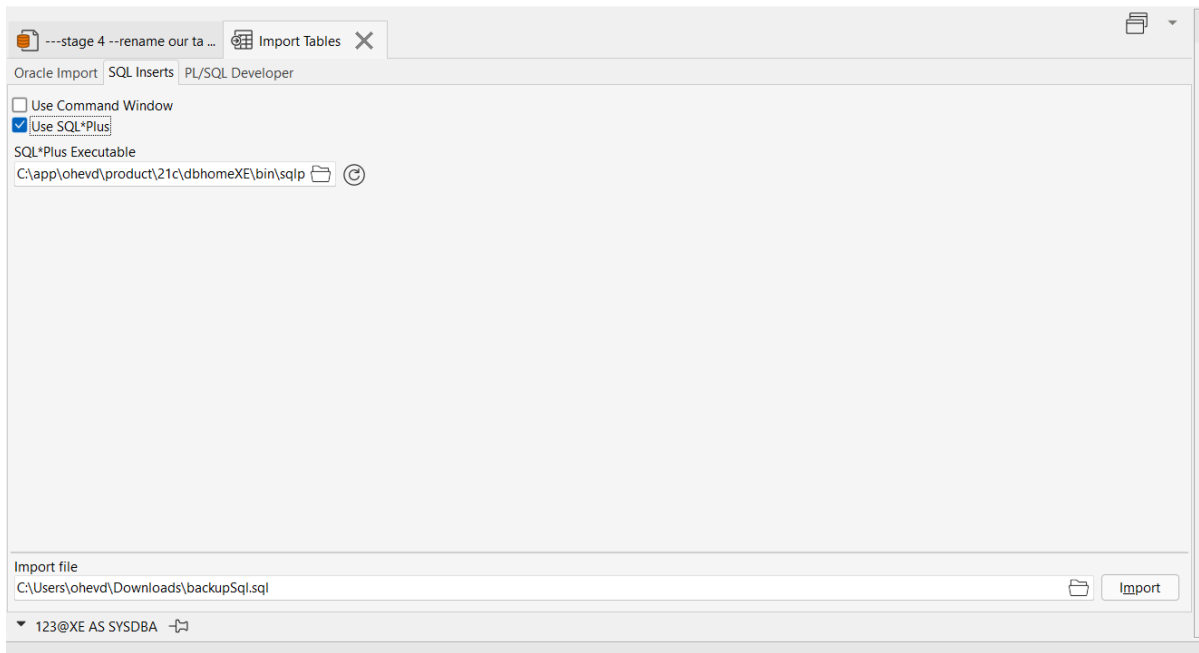 ---stage 4 --rename our ta ... Import Tables
Oracle Import SQL Inserts PL/SQL Developer
Use Command Window
Use SQL*Plus
SQL*Plus Executable
C:\app\ohevd\product\21c\dbhomeXE\bin\sqlp
Import file
C:\Users\ohevd\Downloads\backupSql.sql Import
123@XE AS SYSDBA